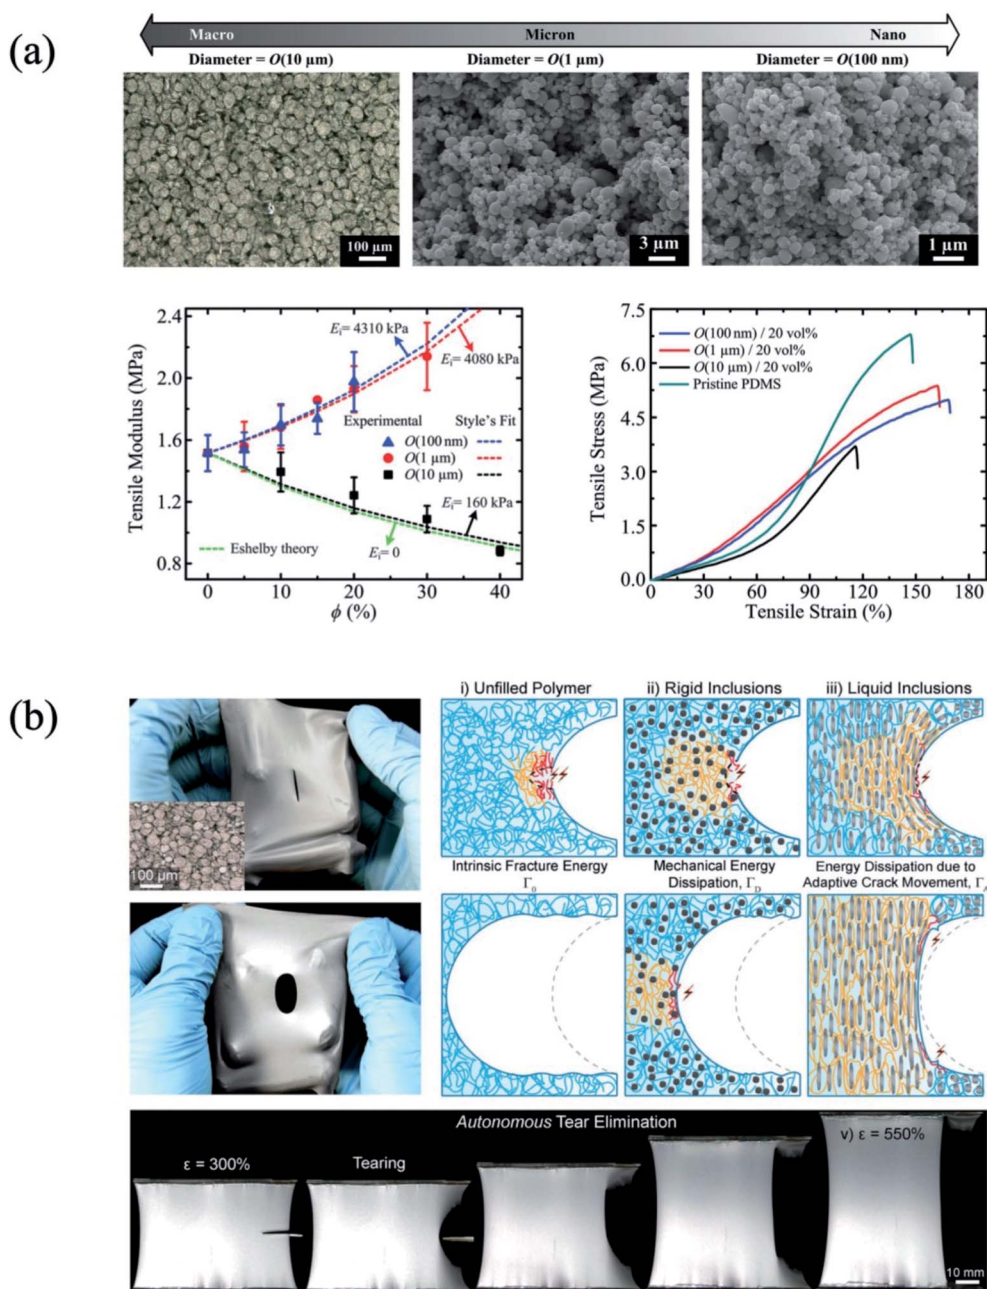 (a)
Macro Micron Nano
Diameter = O(10 µm) Diameter = O(1 µm) Diameter = O(100 nm)
100 µm
3 µm
1 µm
Tensile Modulus (MPa)
2.4
2.0
1.6
1.2
0.8
Eᵢ= 4310 kPa
Eᵢ= 4080 kPa
Experimental Style's Fit
O(100 nm)
O(1 µm)
O(10 µm)
Eᵢ= 160 kPa
Eᵢ= 0
Eshelby theory
0 10 20 30 40
ϕ (%)
Tensile Stress (MPa)
7.5
6.0
4.5
3.0
1.5
0.0
O(100 nm) / 20 vol%
O(1 µm) / 20 vol%
O(10 µm) / 20 vol%
Pristine PDMS
0 30 60 90 120 150 180
Tensile Strain (%)
(b)
100 µm
i) Unfilled Polymer
ii) Rigid Inclusions
iii) Liquid Inclusions
Intrinsic Fracture Energy
Γ₀
Mechanical Energy
Dissipation, Γ_D
Energy Dissipation due to
Adaptive Crack Movement, Γ_A
Autonomous Tear Elimination
ε = 300%
Tearing
v) ε = 550%
10 mm